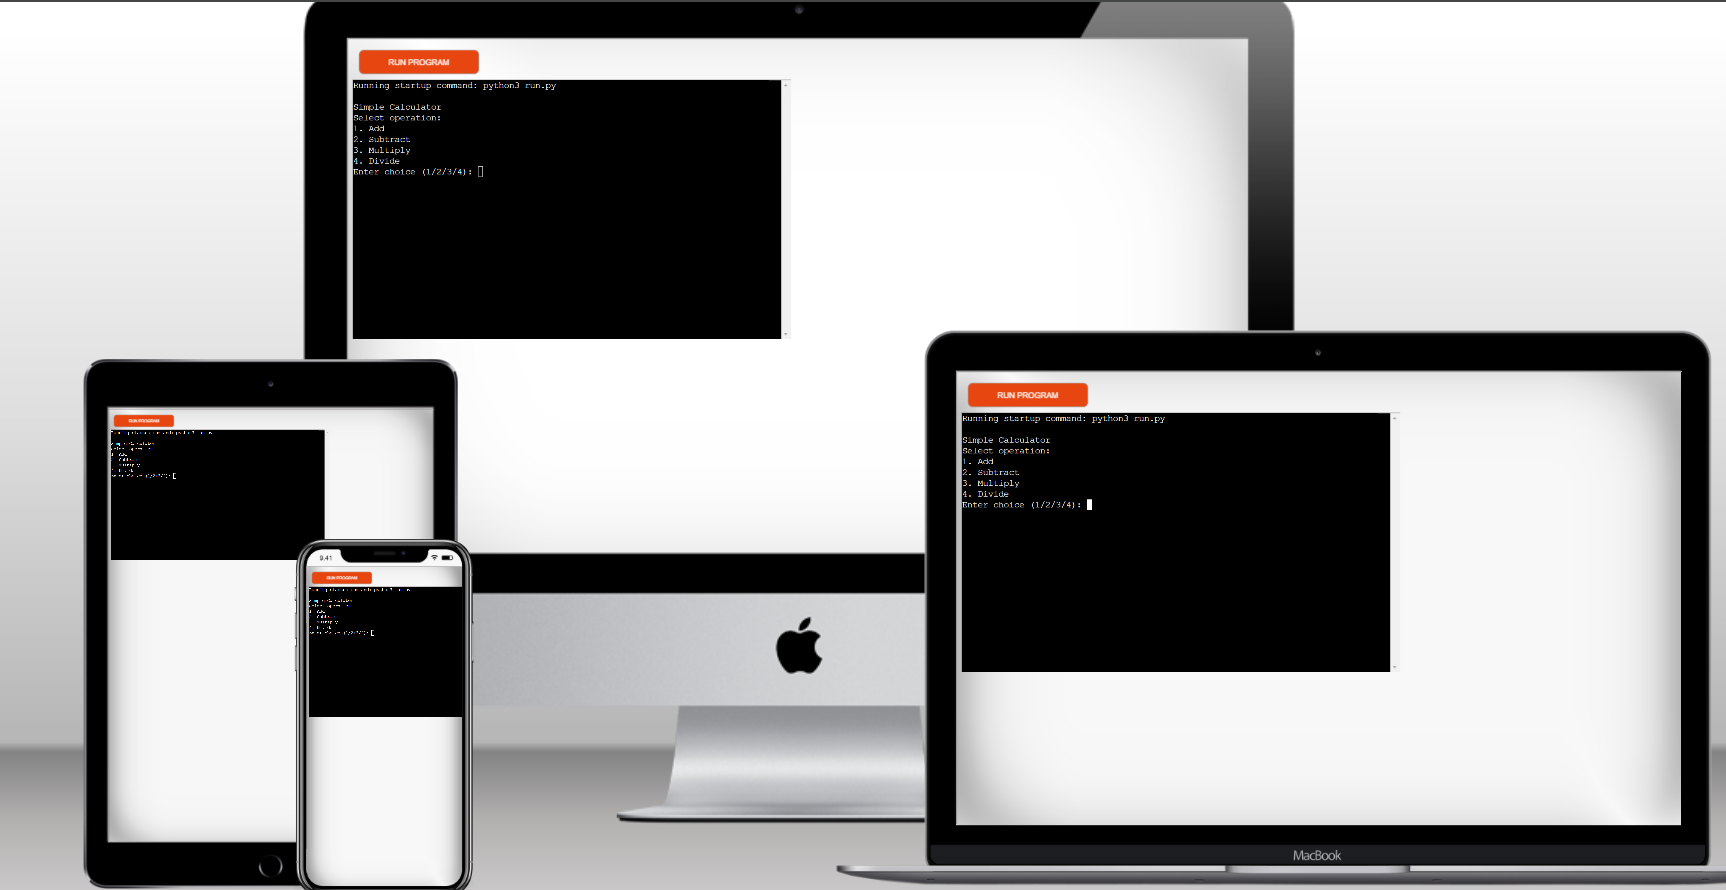 RUN PROGRAM
Running startup command: python3 run.py
Simple Calculator
Select operation:
1. Add
2. Subtract
3. Multiply
4. Divide
Enter choice (1/2/3/4):
RUN PROGRAM
Running startup command: python3 run.py
Simple Calculator
Select operation:
1. Add
2. Subtract
3. Multiply
4. Divide
Enter choice (1/2/3/4):
MacBook
RUN PROGRAM
9:41
RUN PROGRAM